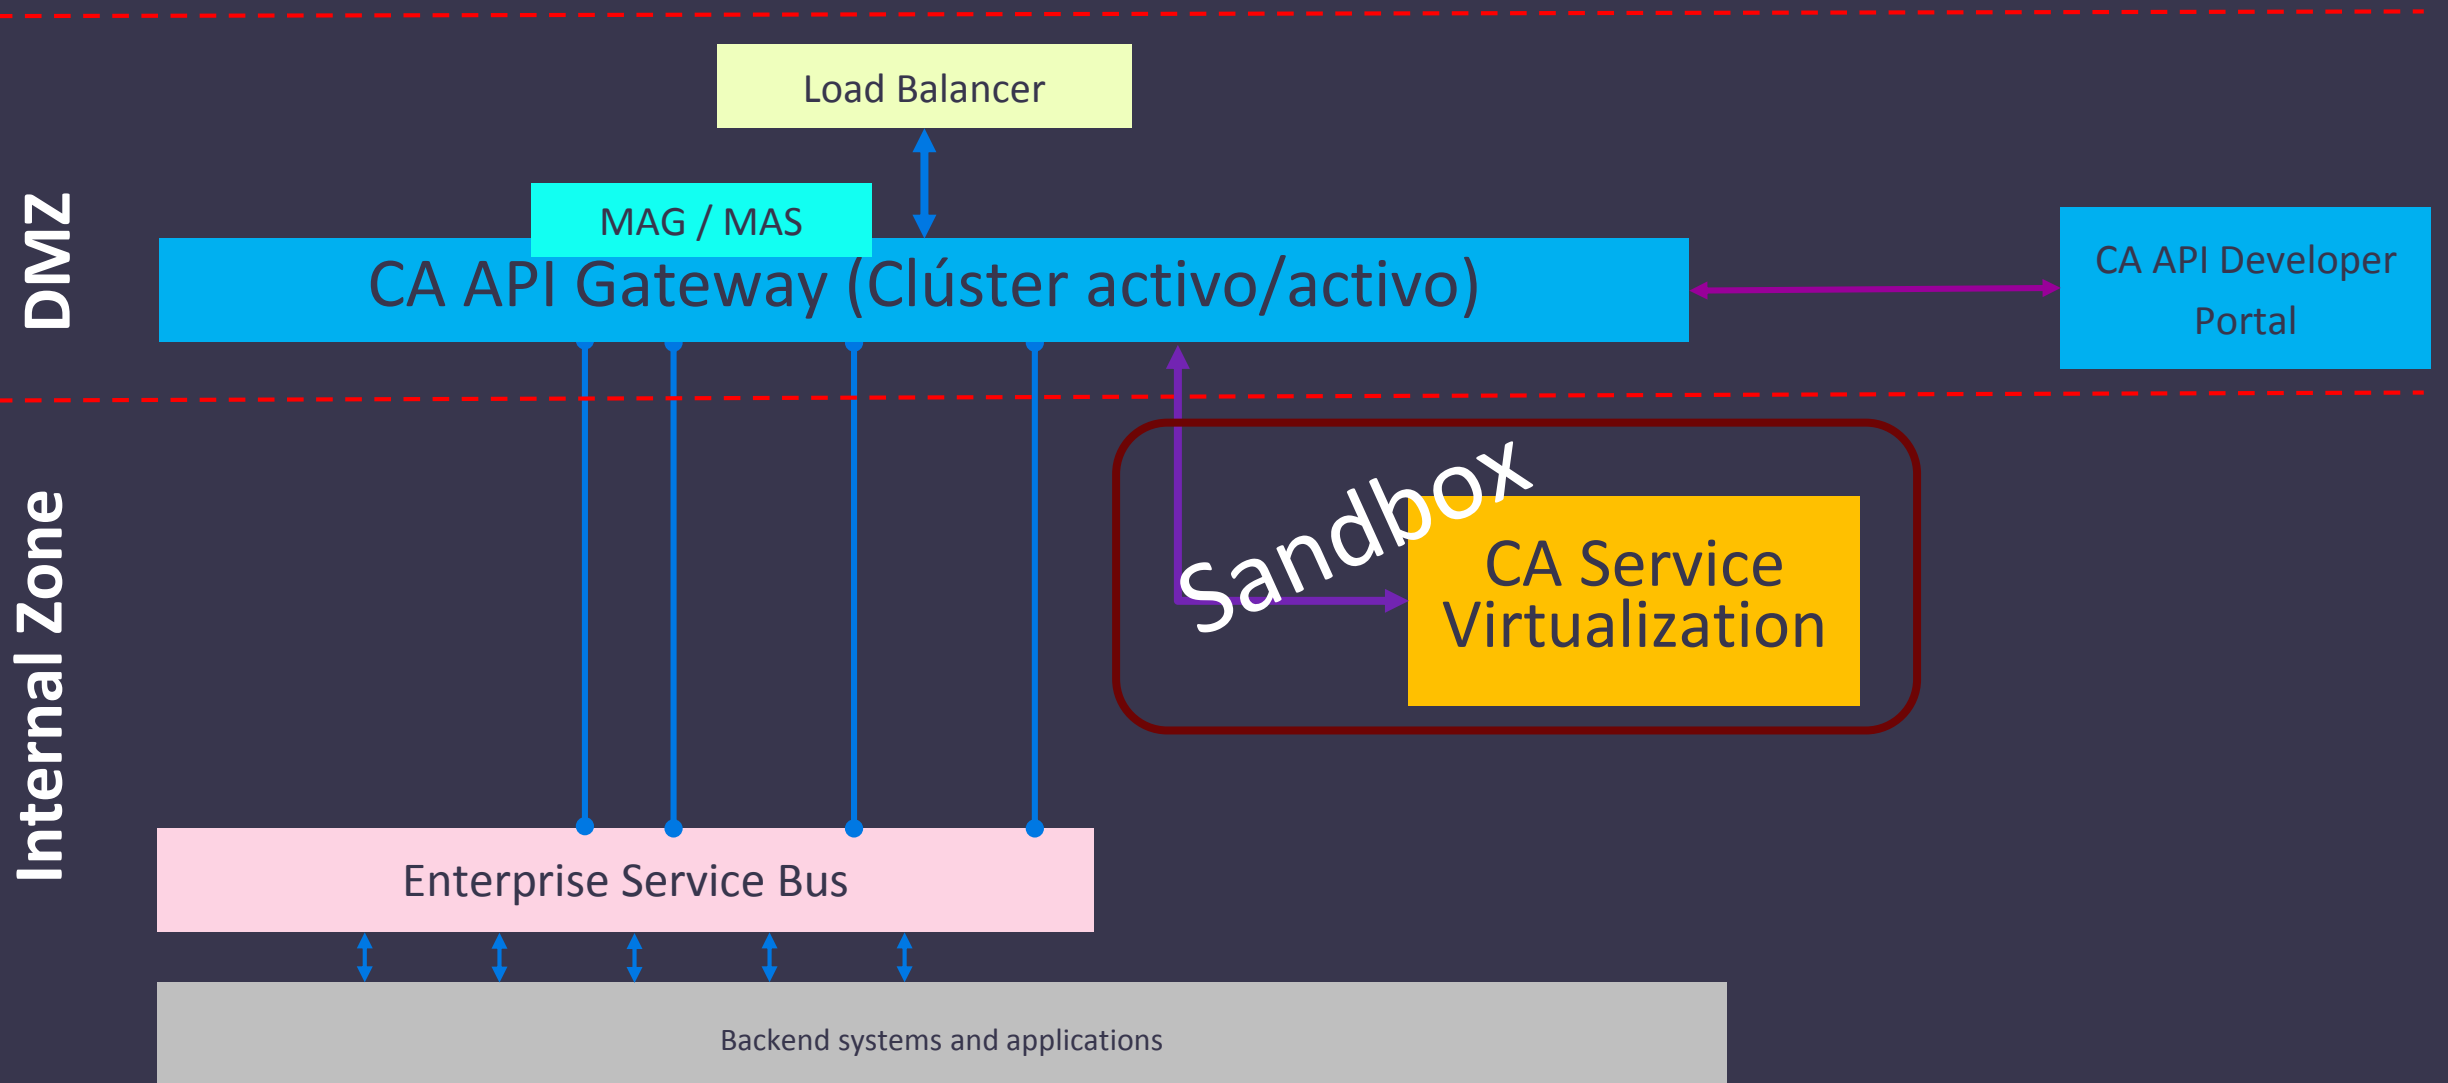 Load Balancer
DMZ
MAG / MAS
CA API Gateway (Clúster activo/activo)
CA API Developer
Portal
Internal Zone
Sandbox
CA Service
Virtualization
Enterprise Service Bus
Backend systems and applications